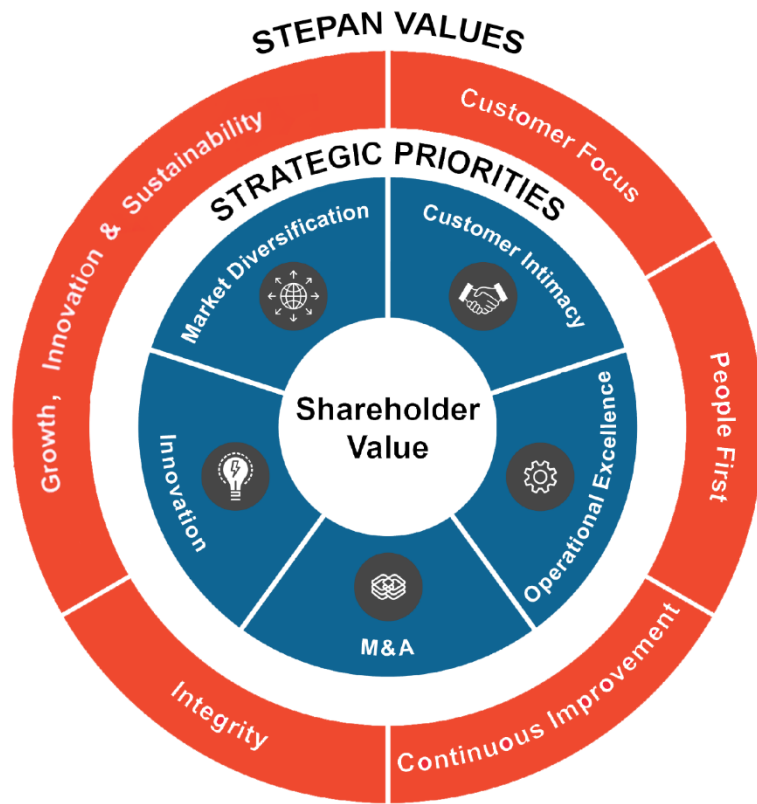 STEPAN VALUES
Customer Focus
People First
Continuous Improvement
Integrity
Growth, Innovation & Sustainability
STRATEGIC PRIORITIES
Customer Intimacy
Operational Excellence
M&A
Innovation
Market Diversification
Shareholder
Value